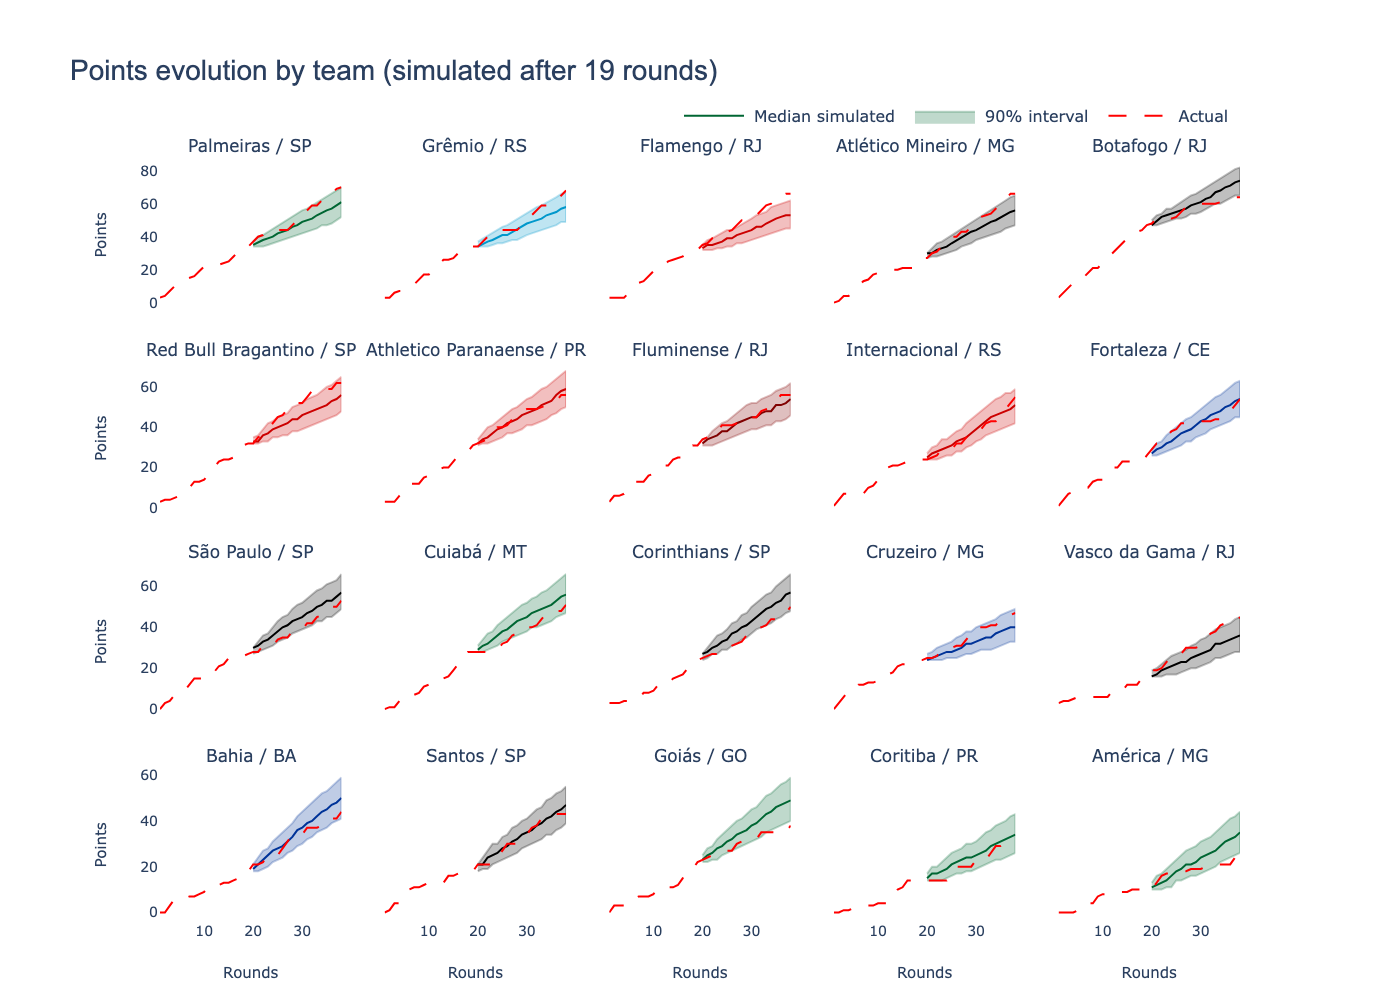 Points evolution by team (simulated after 19 rounds)
Median simulated 90% interval Actual
Palmeiras / SP Grêmio / RS Flamengo / RJ Atlético Mineiro / MG Botafogo / RJ
80
60
40
20
0
Points
Red Bull Bragantino / SP Athletico Paranaense / PR Fluminense / RJ Internacional / RS Fortaleza / CE
60
40
20
0
Points
São Paulo / SP Cuiabá / MT Corinthians / SP Cruzeiro / MG Vasco da Gama / RJ
60
40
20
0
Points
Bahia / BA Santos / SP Goiás / GO Coritiba / PR América / MG
60
40
20
0
Points
10 20 30 10 20 30 10 20 30 10 20 30 10 20 30
Rounds Rounds Rounds Rounds Rounds